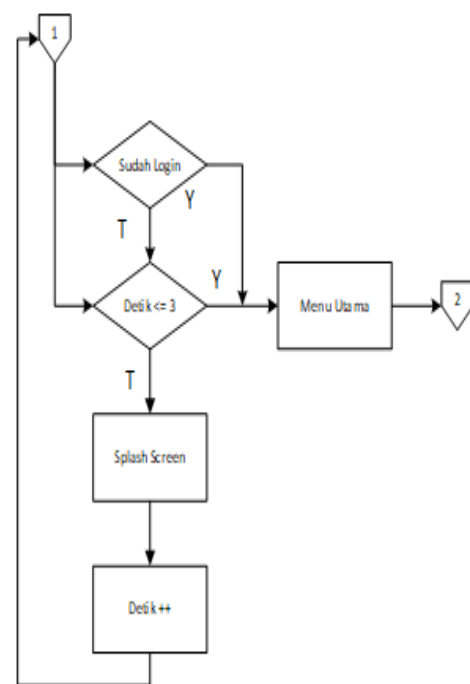 1
Sudah Login
Y
T
Y
Detik <= 3
Menu Utama
2
T
Splash Screen
Detik ++